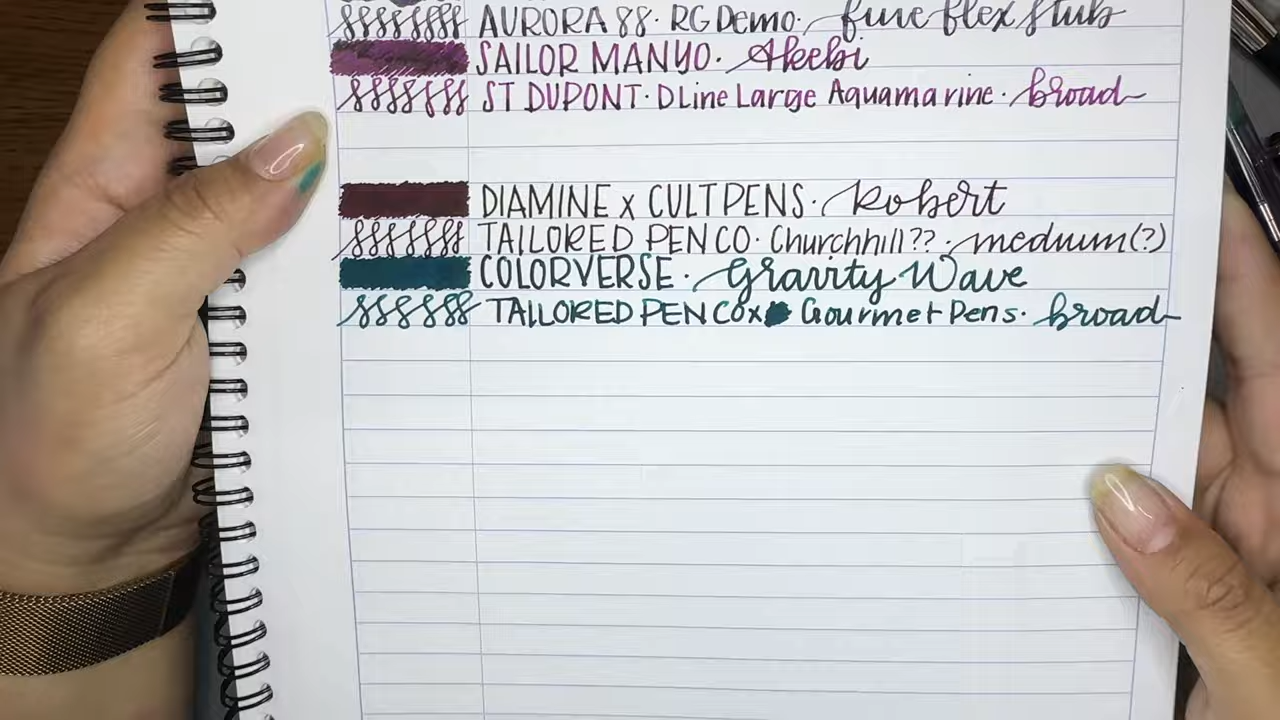 AURORA 88 · RG Demo · fine flex stub
SAILOR MANYO · Akebi
ST DUPONT · D Line Large Aquamarine · broad
DIAMINE x CULT PENS · Robert
TAILORED PEN CO · Churchhill?? · medium(?)
COLORVERSE · Gravity Wave
TAILORED PEN CO x Gourmet Pens · broad